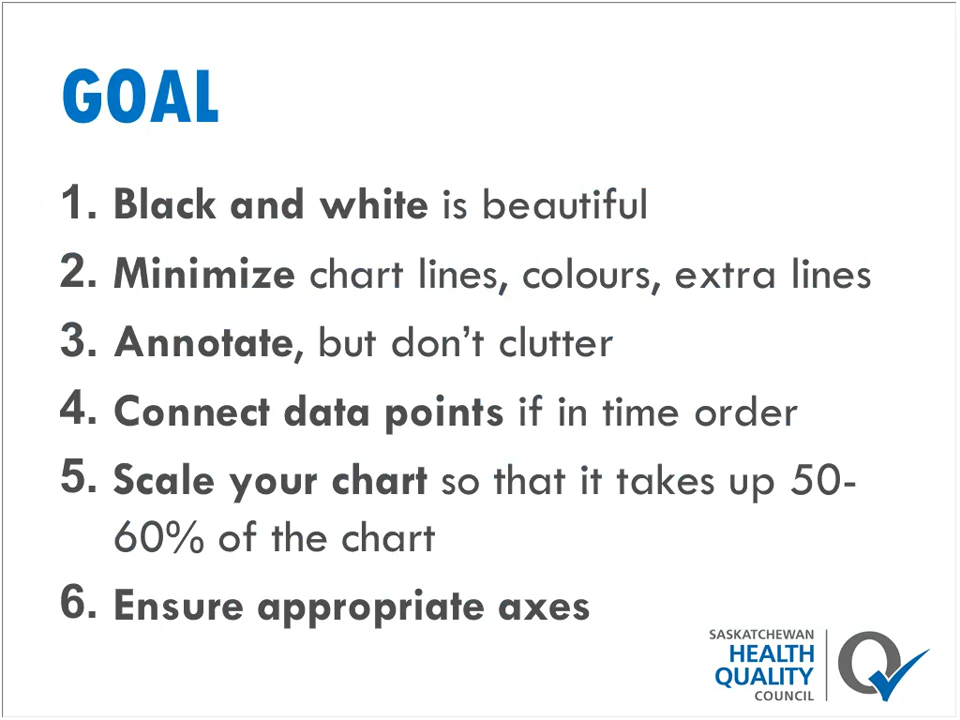 GOAL
1. Black and white is beautiful
2. Minimize chart lines, colours, extra lines
3. Annotate, but don’t clutter
4. Connect data points if in time order
5. Scale your chart so that it takes up 50-
60% of the chart
6. Ensure appropriate axes
SASKATCHEWAN
HEALTH
QUALITY
COUNCIL